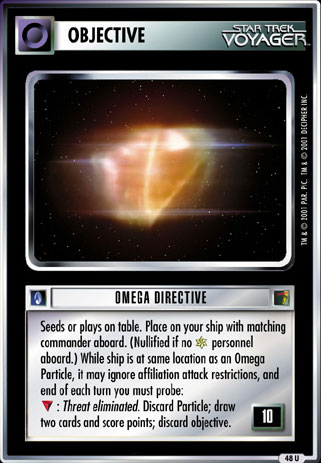 OBJECTIVE
STAR TREK
VOYAGER™
TM & © 2001 PAR. PIC. TM & © 2001 DECIPHER INC.
OMEGA DIRECTIVE
Seeds or plays on table. Place on your ship with matching
commander aboard. (Nullified if no personnel
aboard.) While ship is at same location as an Omega
Particle, it may ignore affiliation attack restrictions, and
end of each turn you must probe:
▼ : Threat eliminated. Discard Particle; draw
two cards and score points; discard objective.
10
48 U